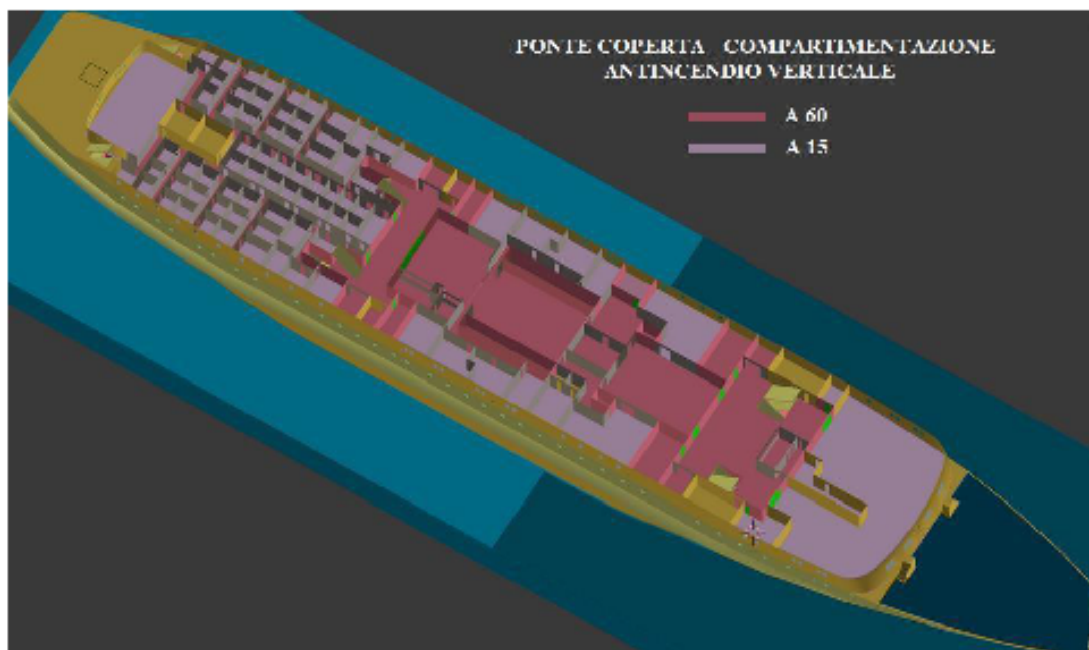 PONTE COPERTA COMPARTIMENTAZIONE
ANTINCENDIO VERTICALE
A 60
A 15